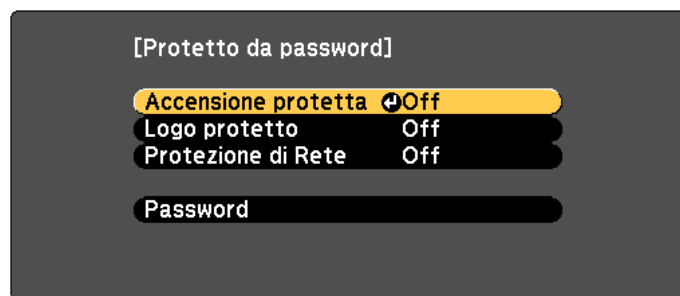 [Protetto da password]
Accensione protetta Off
Logo protetto Off
Protezione di Rete Off
Password